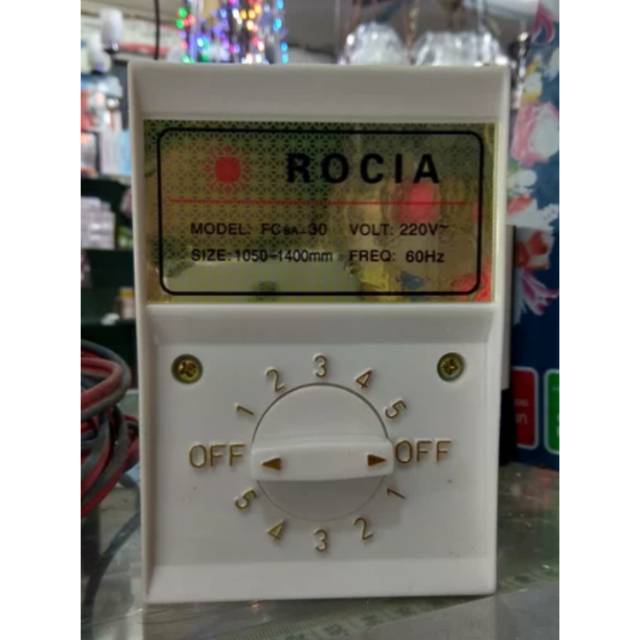 ROCIA
MODEL: FC8A-30 VOLT: 220V~
SIZE: 1050-1400mm FREQ: 60Hz
1 2 3 4 5
OFF OFF
5 4 3 2 1